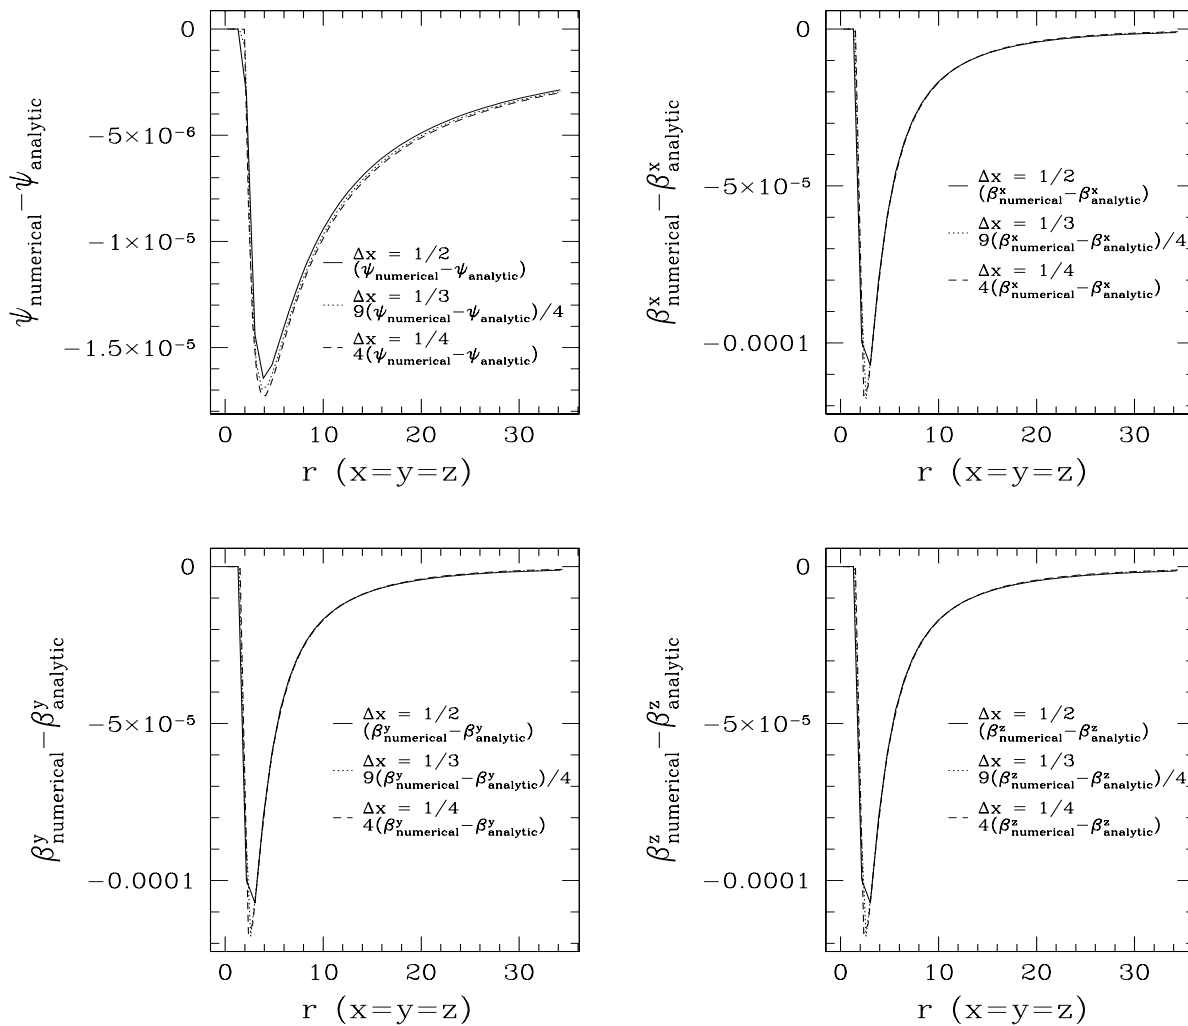 0
−5×10⁻⁶
−1×10⁻⁵
−1.5×10⁻⁵
ψnumerical−ψanalytic
Δx = 1/2
(ψnumerical−ψanalytic)
Δx = 1/3
9(ψnumerical−ψanalytic)/4
Δx = 1/4
4(ψnumerical−ψanalytic)
0 10 20 30
r (x=y=z)
0
−5×10⁻⁵
−0.0001
βˣnumerical−βˣanalytic
Δx = 1/2
(βˣnumerical−βˣanalytic)
Δx = 1/3
9(βˣnumerical−βˣanalytic)/4
Δx = 1/4
4(βˣnumerical−βˣanalytic)
0 10 20 30
r (x=y=z)
0
−5×10⁻⁵
−0.0001
βʸnumerical−βʸanalytic
Δx = 1/2
(βʸnumerical−βʸanalytic)
Δx = 1/3
9(βʸnumerical−βʸanalytic)/4
Δx = 1/4
4(βʸnumerical−βʸanalytic)
0 10 20 30
r (x=y=z)
0
−5×10⁻⁵
−0.0001
βᶻnumerical−βᶻanalytic
Δx = 1/2
(βᶻnumerical−βᶻanalytic)
Δx = 1/3
9(βᶻnumerical−βᶻanalytic)/4
Δx = 1/4
4(βᶻnumerical−βᶻanalytic)
0 10 20 30
r (x=y=z)